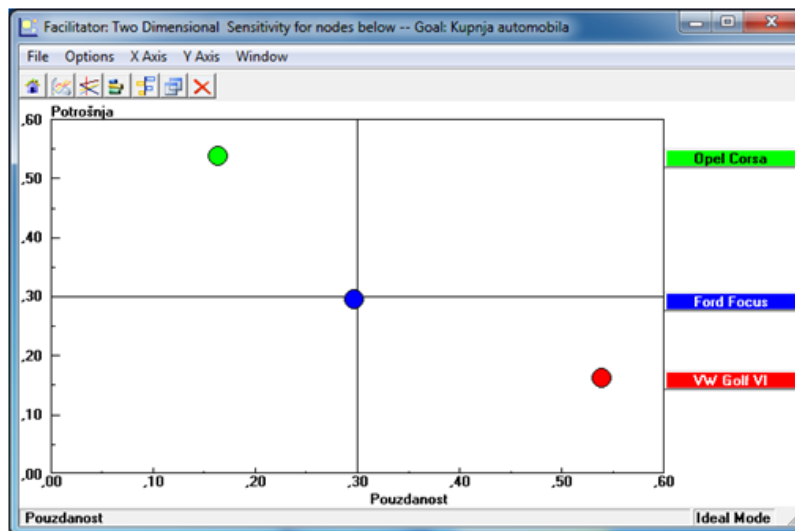 Facilitator: Two Dimensional Sensitivity for nodes below -- Goal: Kupnja automobila
File Options X Axis Y Axis Window
Potrošnja
,60
,50
,40
,30
,20
,10
,00
Opel Corsa
Ford Focus
VW Golf VI
,00 ,10 ,20 ,30 ,40 ,50 ,60
Pouzdanost
Pouzdanost Ideal Mode